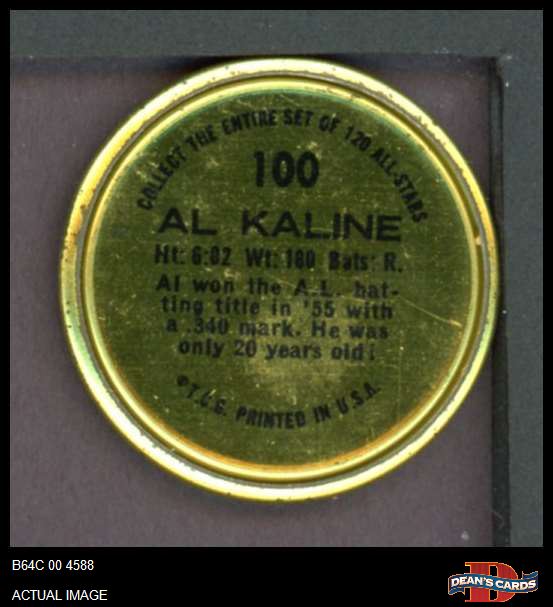 COLLECT THE ENTIRE SET OF 120 ALL-STARS
100
AL KALINE
Ht: 6:02 Wt: 180 Bats: R.
Al won the A.L. bat-
ting title in '55 with
a .340 mark. He was
only 20 years old!
©T.C.G. PRINTED IN U.S.A.
B64C 00 4588
ACTUAL IMAGE
D
DEAN'S CARDS